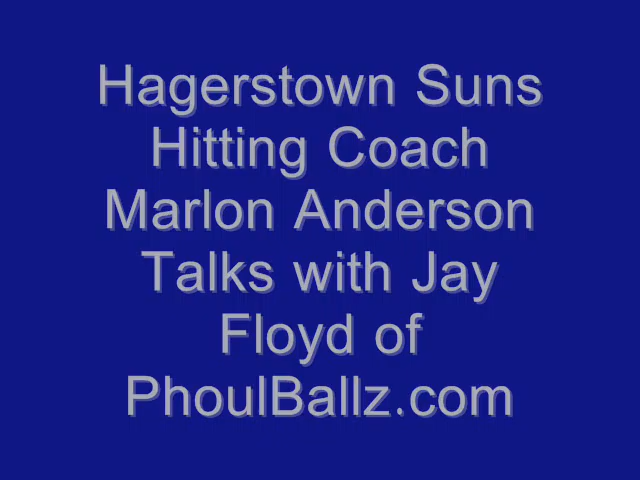 Hagerstown Suns
Hitting Coach
Marlon Anderson
Talks with Jay
Floyd of
PhoulBallz.com